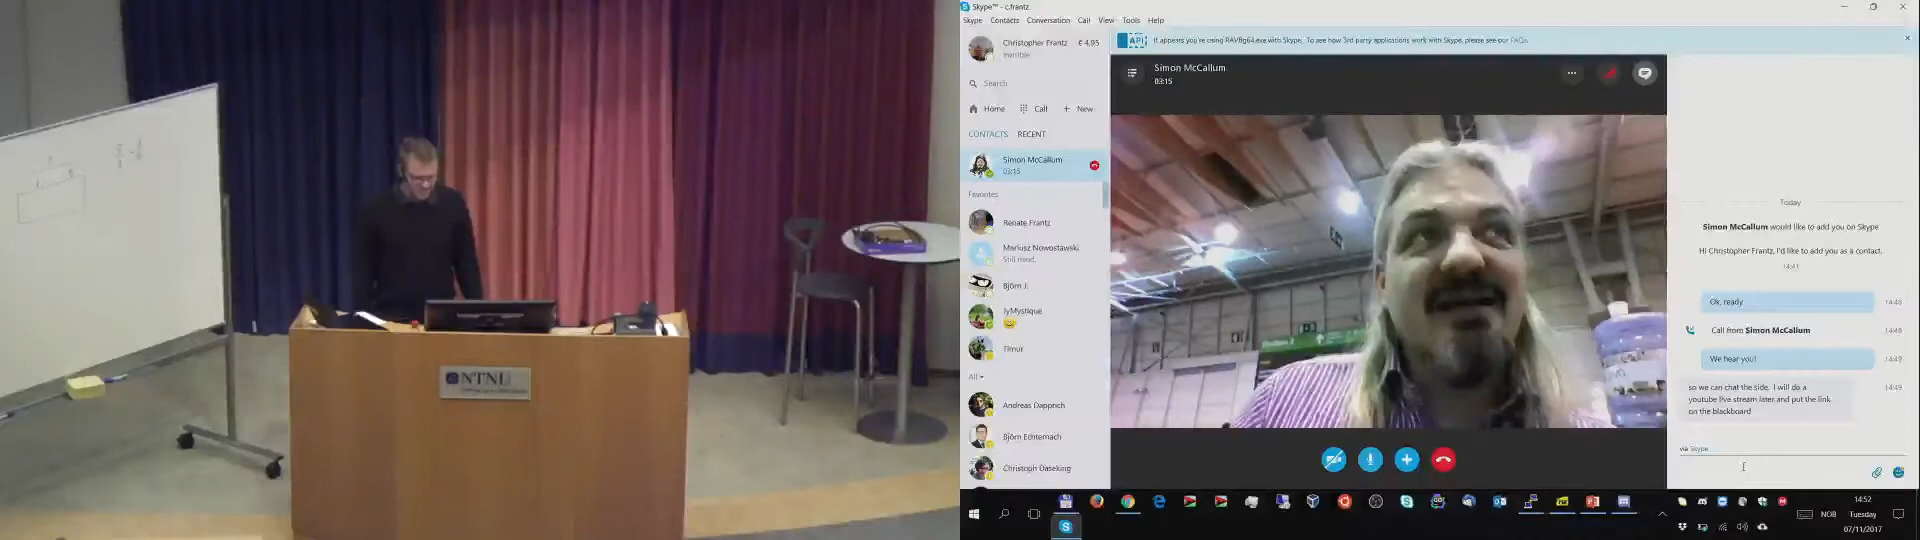 NTNU
Skype™ - c.frantz
Skype Contacts Conversation Call View Tools Help
Christopher Frantz € 4,95
Invisible
Search
Home Call + New
CONTACTS RECENT
Simon McCallum
03:15
Favorites
Renate Frantz
Mariusz Nowostawski
Still mind.
Björn J.
IyMystique
Timur
All
Andreas Dapprich
Björn Echternach
Christoph Daseking
API It appears you're using RAVBg64.exe with Skype. To see how 3rd party applications work with Skype, please see our FAQs
Simon McCallum
03:15
Today
Simon McCallum would like to add you on Skype
Hi Christopher Frantz, I'd like to add you as a contact.
14:41
Ok, ready 14:48
Call from Simon McCallum 14:48
We hear you! 14:49
so we can chat the side. I will do a 14:49
youtube live stream later and put the link
on the blackboard
via Skype
NOB
14:52
Tuesday
07/11/2017